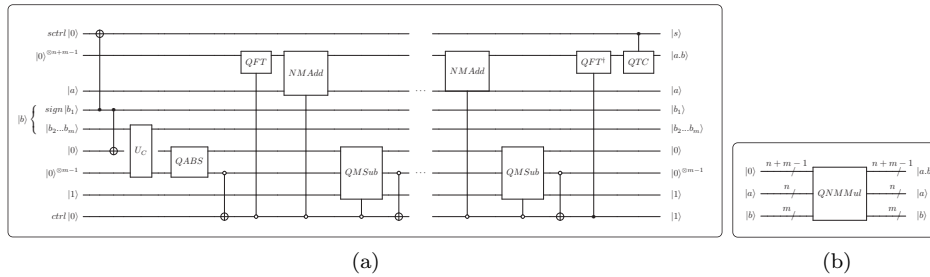 sctrl |0⟩ |s⟩
|0⟩^{⊗n+m−1} QFT NMAdd NMAdd QFT† QTC |a.b⟩
|a⟩ ... |a⟩
|b⟩ { sign |b₁⟩ |b₁⟩
|b₂...bₘ⟩ U_C |b₂...bₘ⟩
|0⟩ QABS |0⟩
|0⟩^{⊗m−1} QMSub ... QMSub |0⟩^{⊗m−1}
|1⟩ |1⟩
ctrl |0⟩ |1⟩
(a)
n+m−1 n+m−1
|0⟩ |a.b⟩
n n
|a⟩ QNMMul |a⟩
m m
|b⟩ |b⟩
(b)